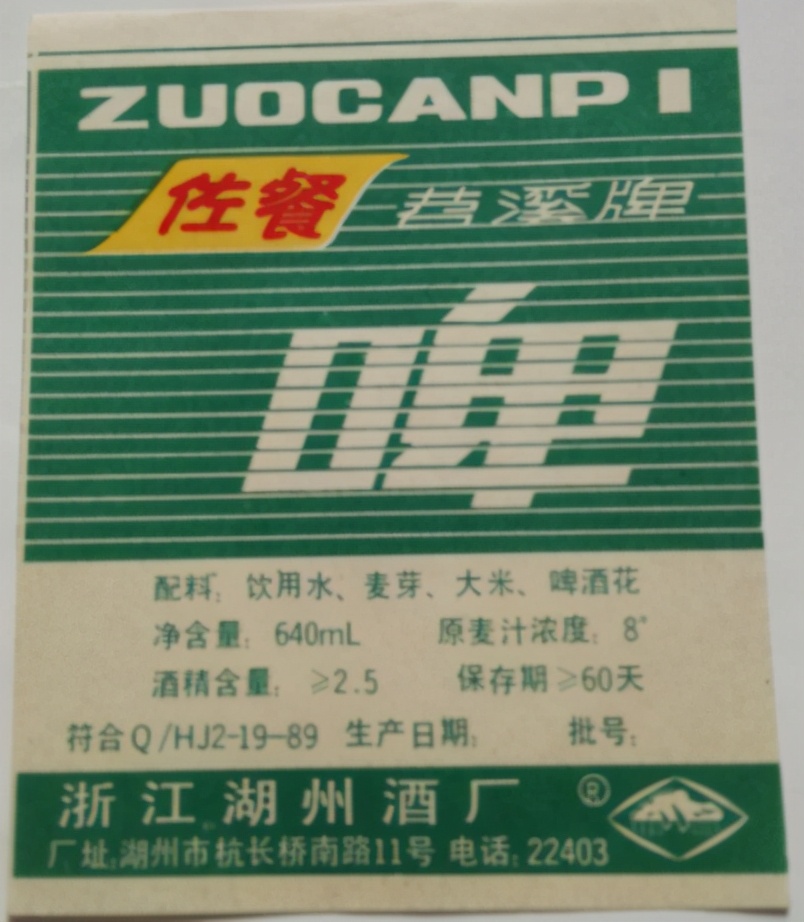 ZUOCANPI
佐餐 苕溪牌
啤
配料：饮用水、麦芽、大米、啤酒花
净含量：640mL 原麦汁浓度：8°
酒精含量：≥2.5 保存期≥60天
符合Q/HJ2-19-89 生产日期： 批号：
浙江湖州酒厂 ®
厂址：湖州市杭长桥南路11号 电话：22403